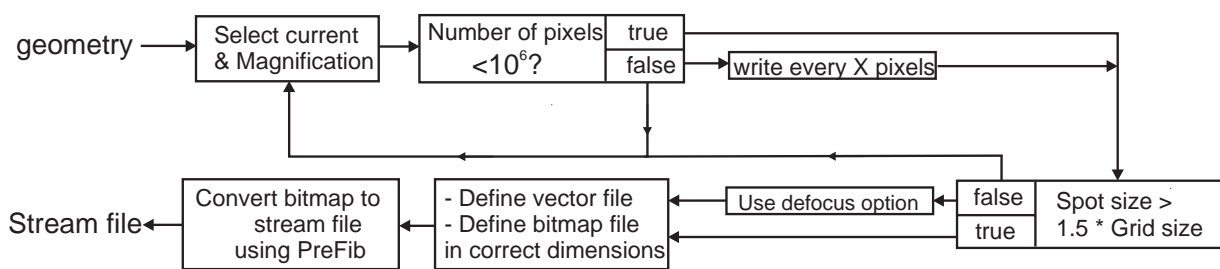 geometry
Select current
& Magnification
Number of pixels
<10⁶?
true
false
write every X pixels
Stream file
Convert bitmap to
stream file
using PreFib
- Define vector file
- Define bitmap file
in correct dimensions
Use defocus option
false
true
Spot size >
1.5 * Grid size